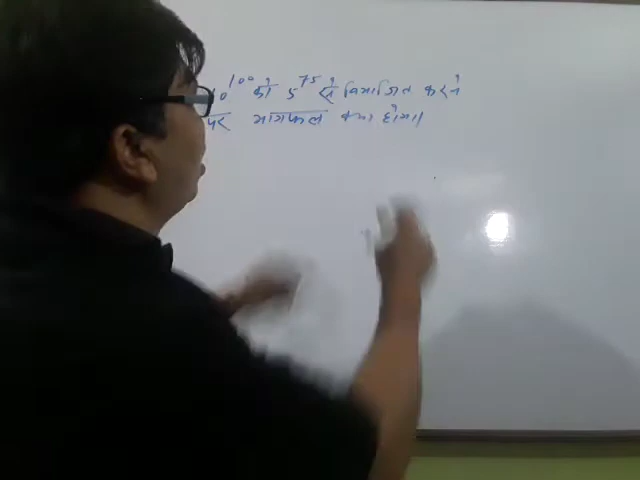 10¹⁰⁰ को 5⁷⁵ से विभाजित करने
पर भागफल क्या होगा।